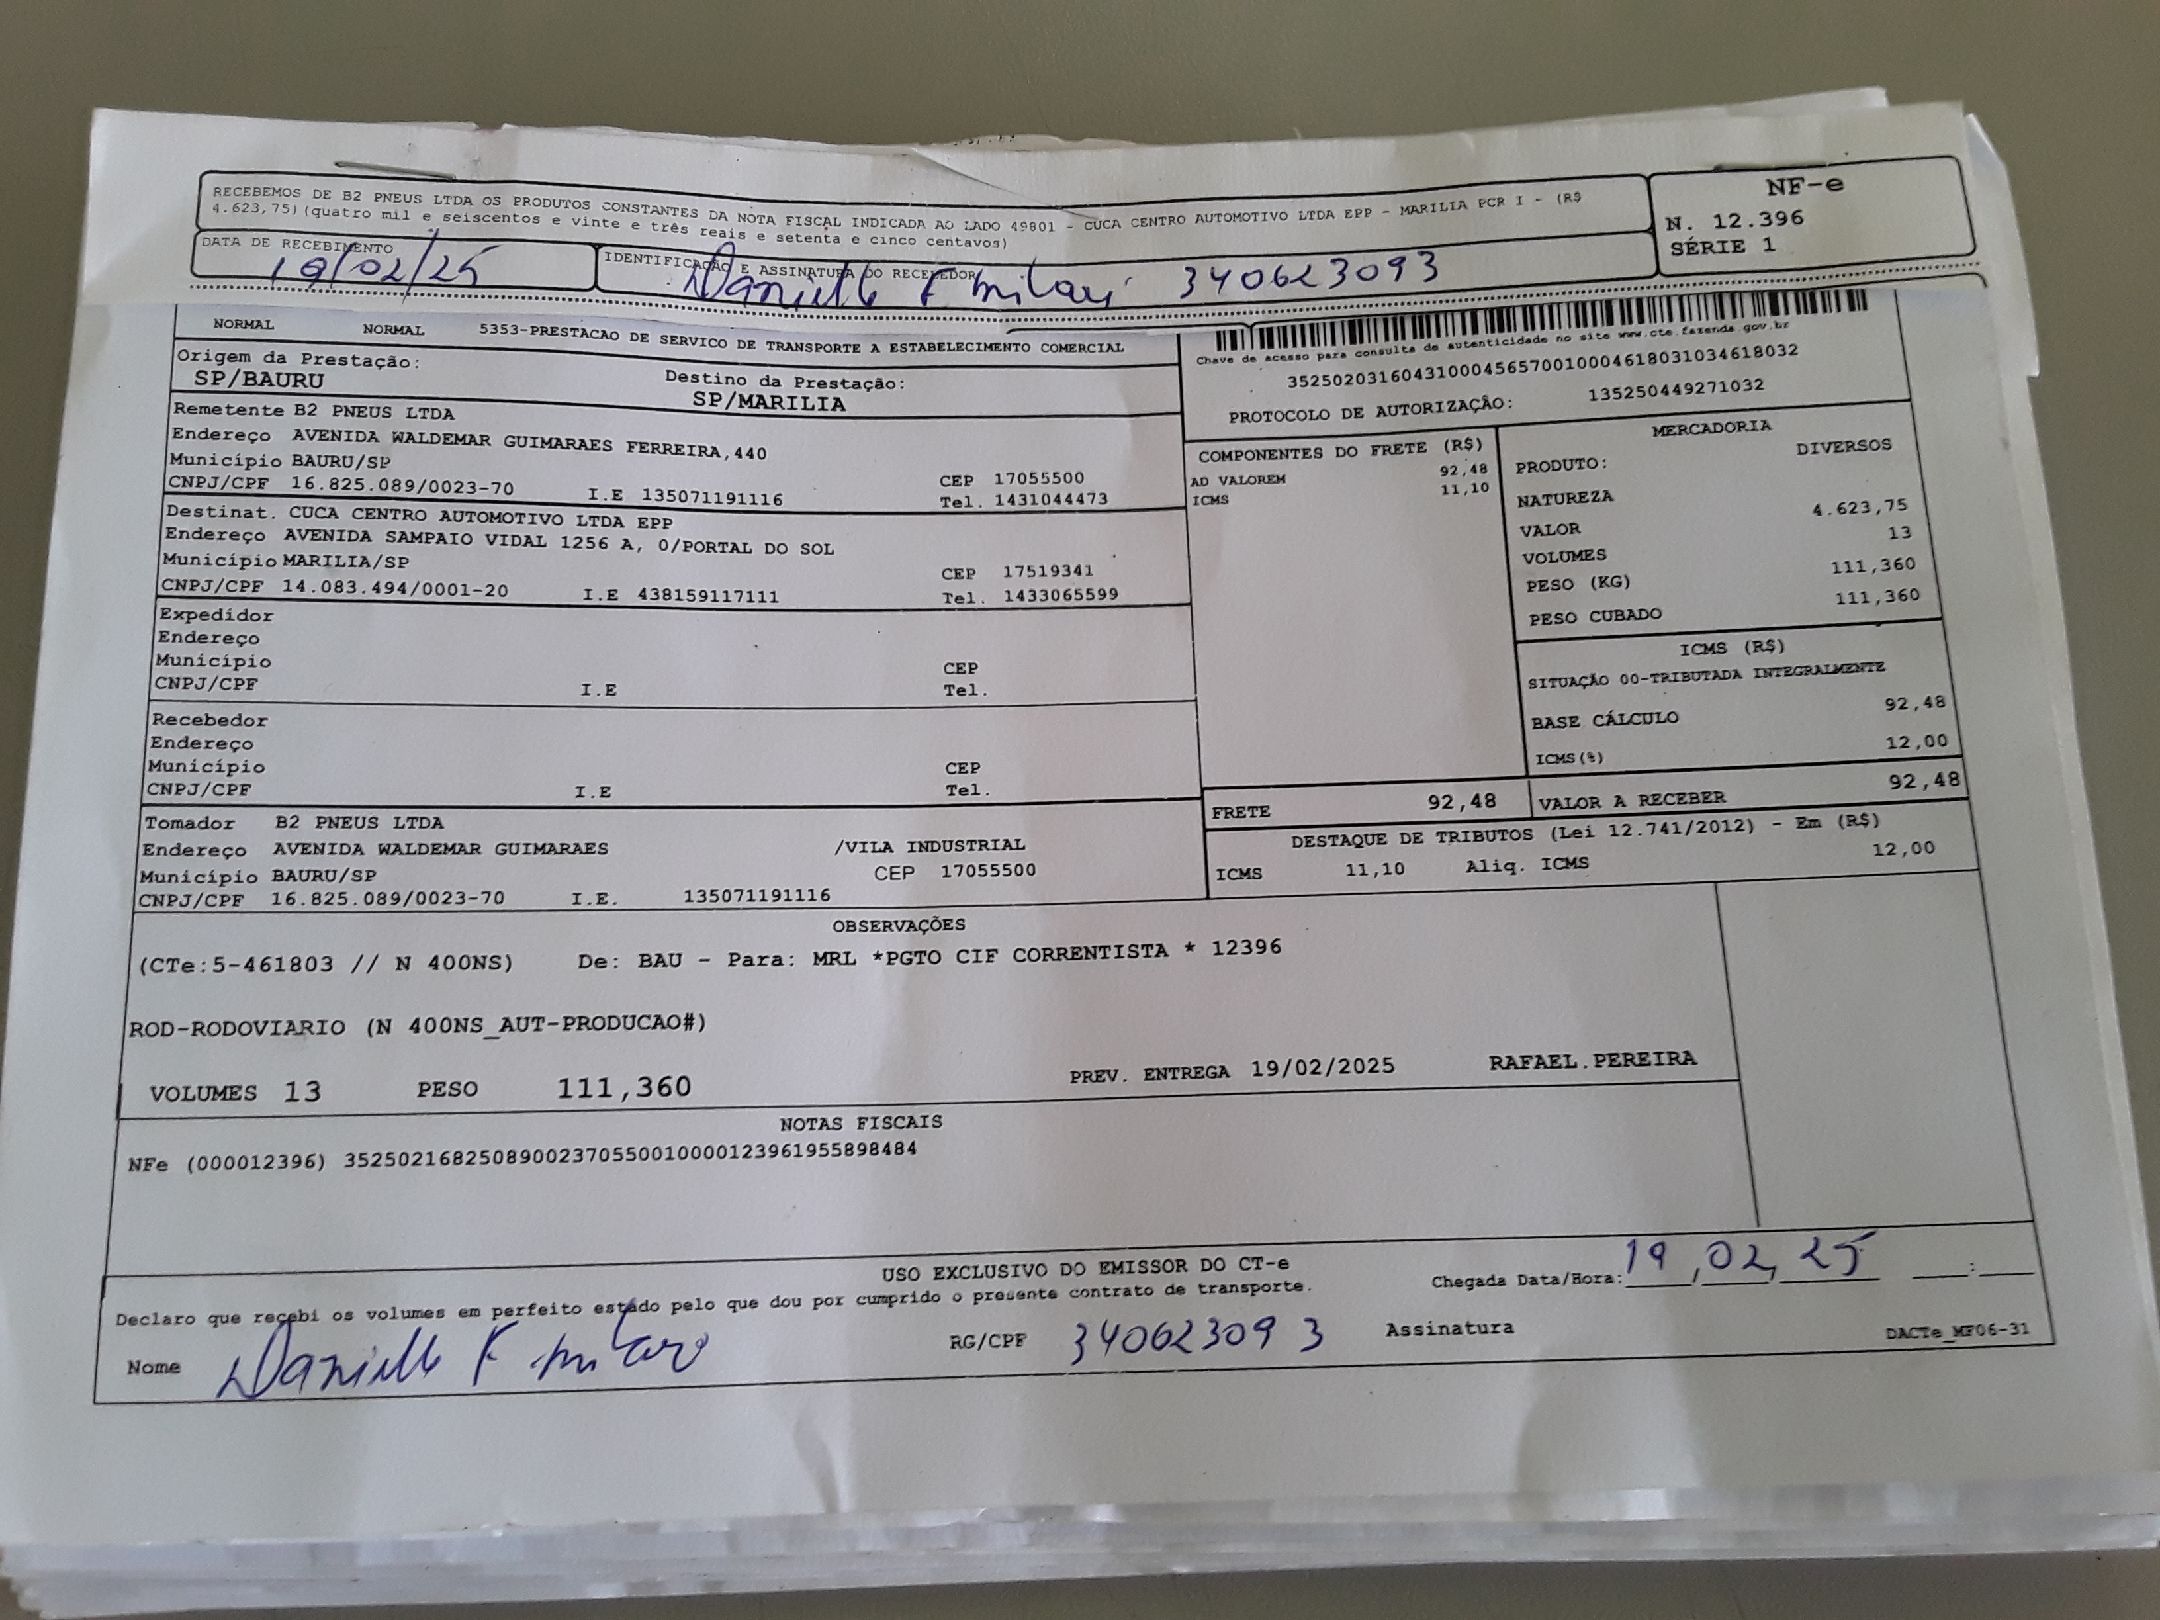 RECEBEMOS DE B2 PNEUS LTDA OS PRODUTOS CONSTANTES DA NOTA FISCAL INDICADA AO LADO 49801 - CUCA CENTRO AUTOMOTIVO LTDA EPP - MARILIA PCR I - (R$
4.623,75)(quatro mil e seiscentos e vinte e três reais e setenta e cinco centavos)
NF-e
N. 12.396
SÉRIE 1
DATA DE RECEBIMENTO
19/02/25
IDENTIFICAÇÃO E ASSINATURA DO RECEBEDOR
340623093
NORMAL NORMAL 5353-PRESTACAO DE SERVICO DE TRANSPORTE A ESTABELECIMENTO COMERCIAL
Chave de acesso para consulta de autenticidade no site www.cte.fazenda.gov.br
35250203160431000456570010004618031034618032
PROTOCOLO DE AUTORIZAÇÃO: 135250449271032
Origem da Prestação:
SP/BAURU
Destino da Prestação:
SP/MARILIA
Remetente B2 PNEUS LTDA
Endereço AVENIDA WALDEMAR GUIMARAES FERREIRA,440
Município BAURU/SP CEP 17055500
CNPJ/CPF 16.825.089/0023-70 I.E 135071191116 Tel. 1431044473
Destinat. CUCA CENTRO AUTOMOTIVO LTDA EPP
Endereço AVENIDA SAMPAIO VIDAL 1256 A, 0/PORTAL DO SOL
Município MARILIA/SP CEP 17519341
CNPJ/CPF 14.083.494/0001-20 I.E 438159117111 Tel. 1433065599
Expedidor
Endereço
Município CEP
CNPJ/CPF I.E Tel.
Recebedor
Endereço
Município CEP
CNPJ/CPF I.E Tel.
Tomador B2 PNEUS LTDA
Endereço AVENIDA WALDEMAR GUIMARAES /VILA INDUSTRIAL
Município BAURU/SP CEP 17055500
CNPJ/CPF 16.825.089/0023-70 I.E. 135071191116
COMPONENTES DO FRETE (R$)
AD VALOREM 92,48
ICMS 11,10
MERCADORIA
PRODUTO: DIVERSOS
NATUREZA
VALOR 4.623,75
VOLUMES 13
PESO (KG) 111,360
PESO CUBADO 111,360
ICMS (R$)
SITUAÇÃO 00-TRIBUTADA INTEGRALMENTE
BASE CÁLCULO 92,48
ICMS(%) 12,00
FRETE 92,48 VALOR A RECEBER 92,48
DESTAQUE DE TRIBUTOS (Lei 12.741/2012) - Em (R$)
ICMS 11,10 Aliq. ICMS 12,00
OBSERVAÇÕES
(CTe:5-461803 // N 400NS) De: BAU - Para: MRL *PGTO CIF CORRENTISTA * 12396
ROD-RODOVIARIO (N 400NS_AUT-PRODUCAO#)
VOLUMES 13 PESO 111,360 PREV. ENTREGA 19/02/2025 RAFAEL.PEREIRA
NOTAS FISCAIS
NFe (000012396) 35250216825089002370550010000123961955898484
USO EXCLUSIVO DO EMISSOR DO CT-e
Declaro que recebi os volumes em perfeito estado pelo que dou por cumprido o presente contrato de transporte.
Chegada Data/Hora: 19,02,25 :
Nome
RG/CPF 340623093 Assinatura
DACTe_MF06-31